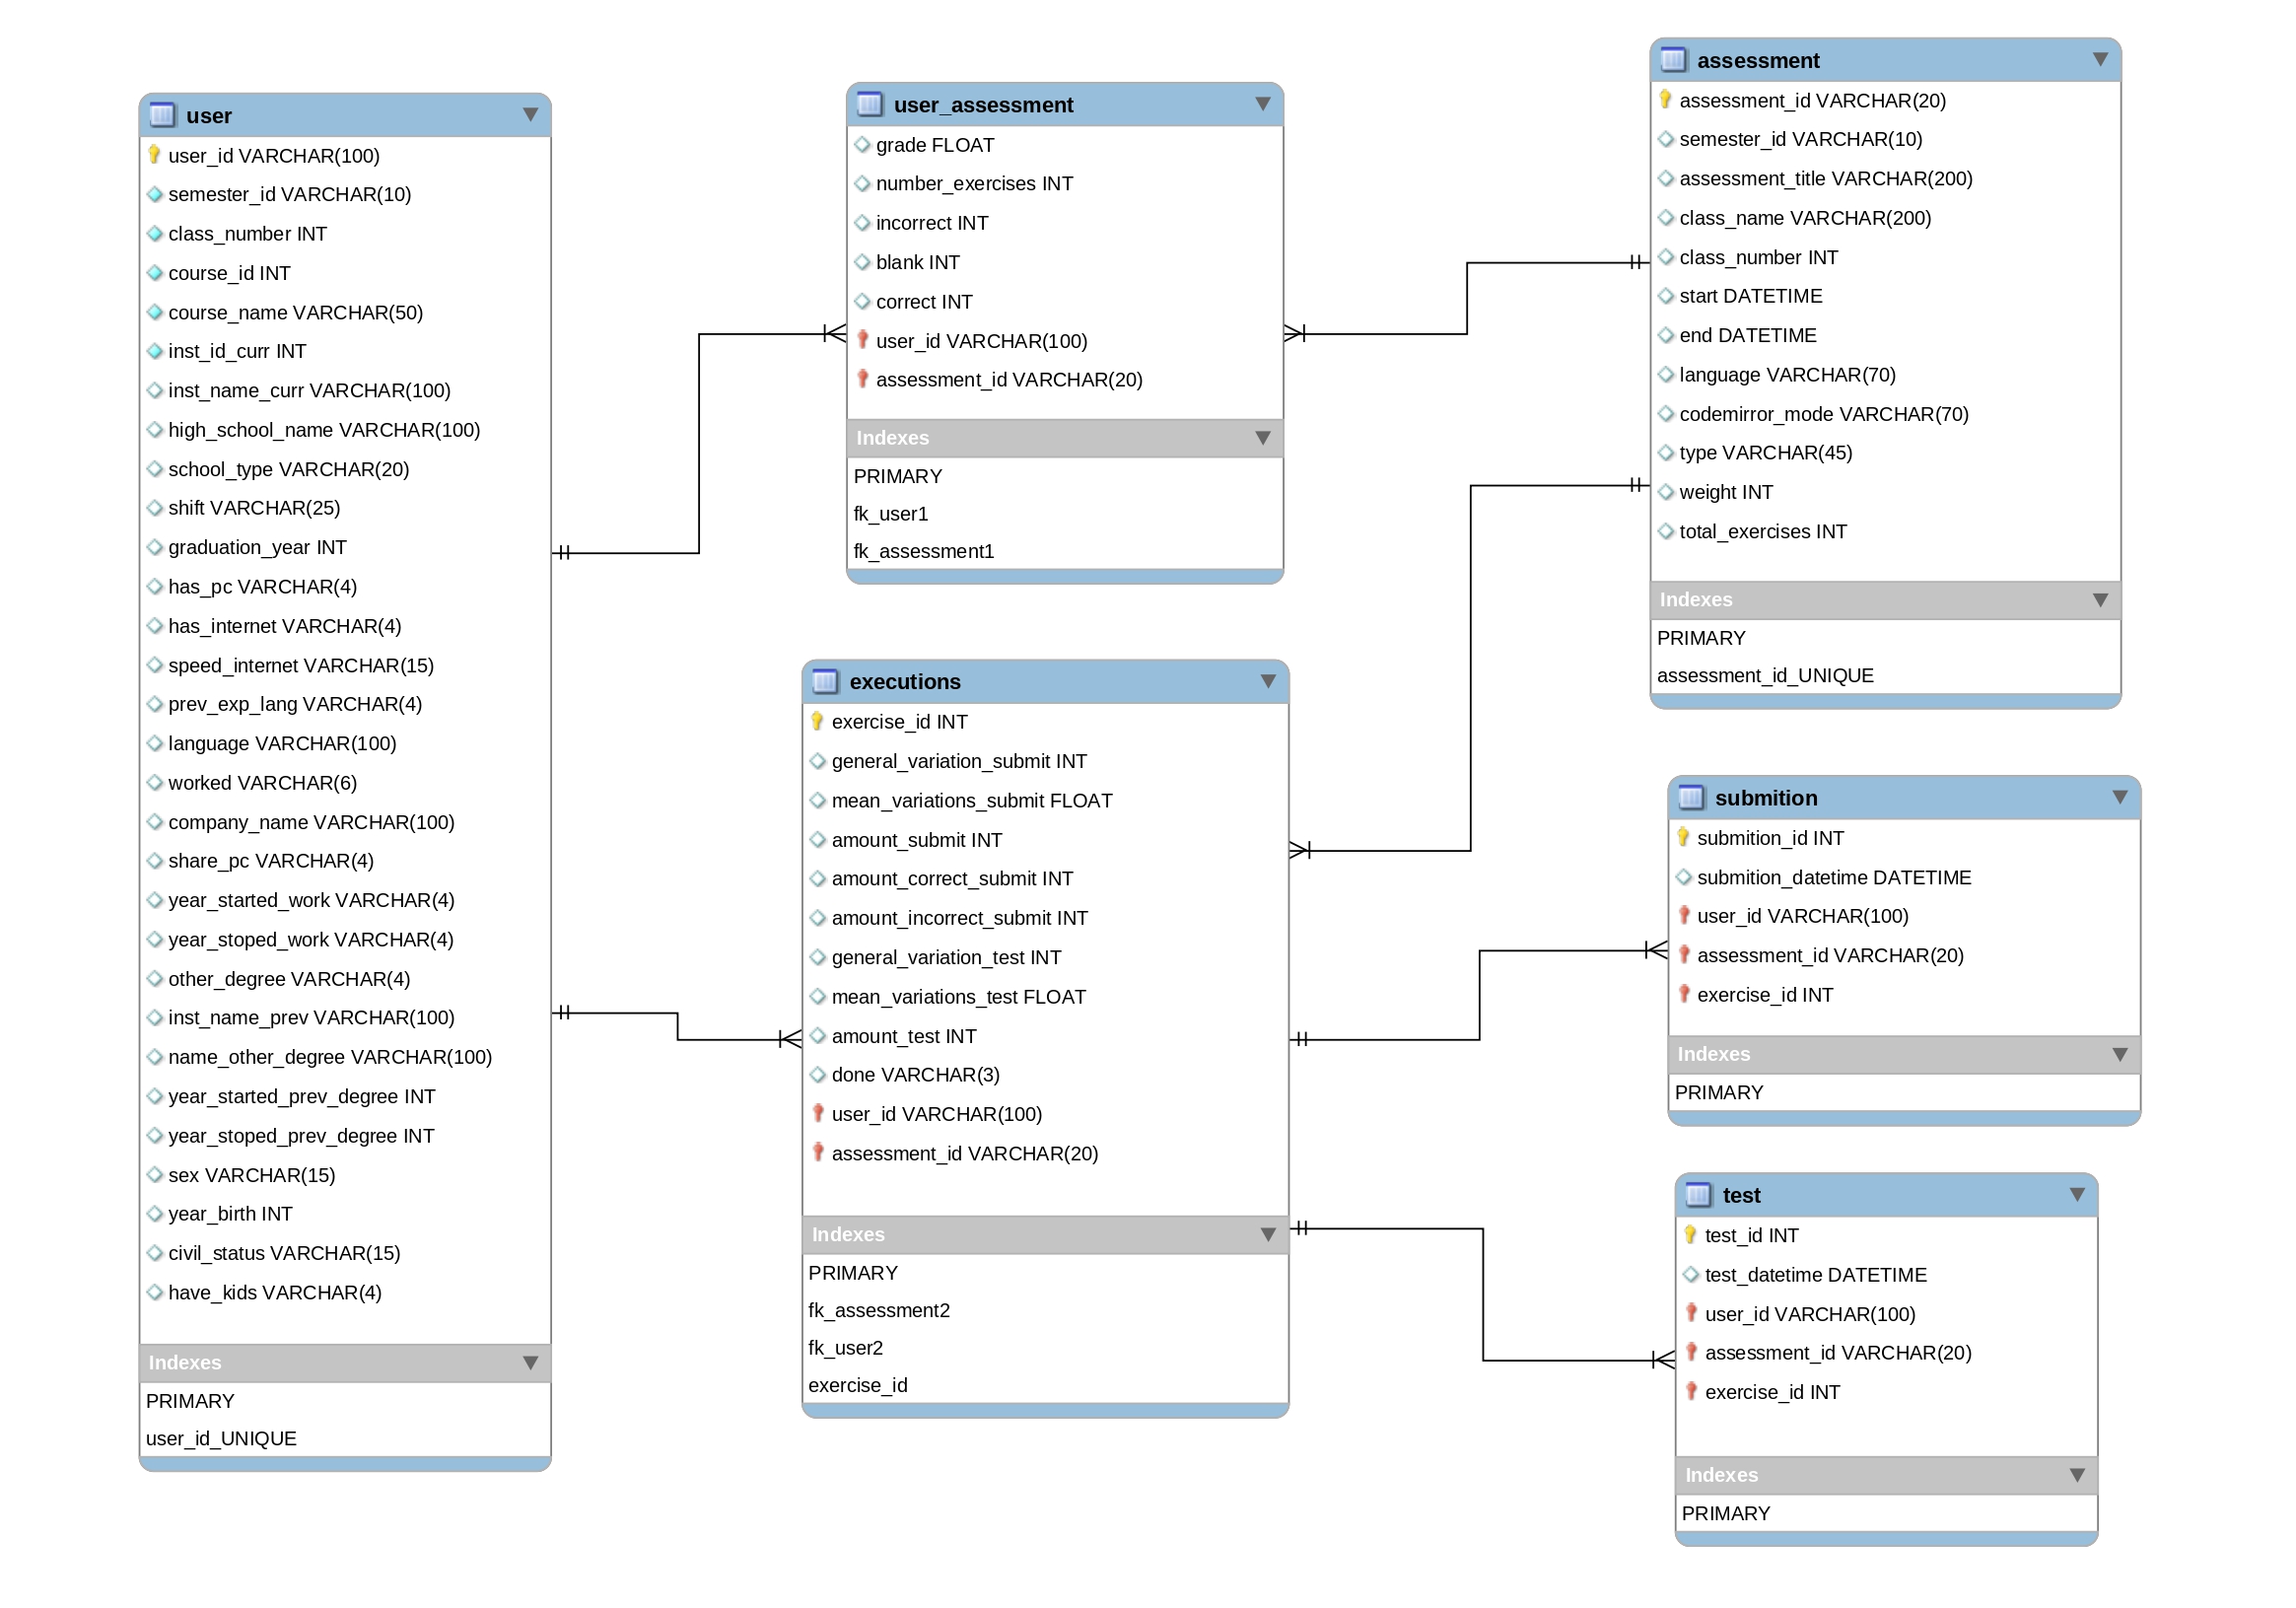 user
user_id VARCHAR(100)
semester_id VARCHAR(10)
class_number INT
course_id INT
course_name VARCHAR(50)
inst_id_curr INT
inst_name_curr VARCHAR(100)
high_school_name VARCHAR(100)
school_type VARCHAR(20)
shift VARCHAR(25)
graduation_year INT
has_pc VARCHAR(4)
has_internet VARCHAR(4)
speed_internet VARCHAR(15)
prev_exp_lang VARCHAR(4)
language VARCHAR(100)
worked VARCHAR(6)
company_name VARCHAR(100)
share_pc VARCHAR(4)
year_started_work VARCHAR(4)
year_stoped_work VARCHAR(4)
other_degree VARCHAR(4)
inst_name_prev VARCHAR(100)
name_other_degree VARCHAR(100)
year_started_prev_degree INT
year_stoped_prev_degree INT
sex VARCHAR(15)
year_birth INT
civil_status VARCHAR(15)
have_kids VARCHAR(4)
Indexes
PRIMARY
user_id_UNIQUE
user_assessment
grade FLOAT
number_exercises INT
incorrect INT
blank INT
correct INT
user_id VARCHAR(100)
assessment_id VARCHAR(20)
Indexes
PRIMARY
fk_user1
fk_assessment1
executions
exercise_id INT
general_variation_submit INT
mean_variations_submit FLOAT
amount_submit INT
amount_correct_submit INT
amount_incorrect_submit INT
general_variation_test INT
mean_variations_test FLOAT
amount_test INT
done VARCHAR(3)
user_id VARCHAR(100)
assessment_id VARCHAR(20)
Indexes
PRIMARY
fk_assessment2
fk_user2
exercise_id
assessment
assessment_id VARCHAR(20)
semester_id VARCHAR(10)
assessment_title VARCHAR(200)
class_name VARCHAR(200)
class_number INT
start DATETIME
end DATETIME
language VARCHAR(70)
codemirror_mode VARCHAR(70)
type VARCHAR(45)
weight INT
total_exercises INT
Indexes
PRIMARY
assessment_id_UNIQUE
submition
submition_id INT
submition_datetime DATETIME
user_id VARCHAR(100)
assessment_id VARCHAR(20)
exercise_id INT
Indexes
PRIMARY
test
test_id INT
test_datetime DATETIME
user_id VARCHAR(100)
assessment_id VARCHAR(20)
exercise_id INT
Indexes
PRIMARY